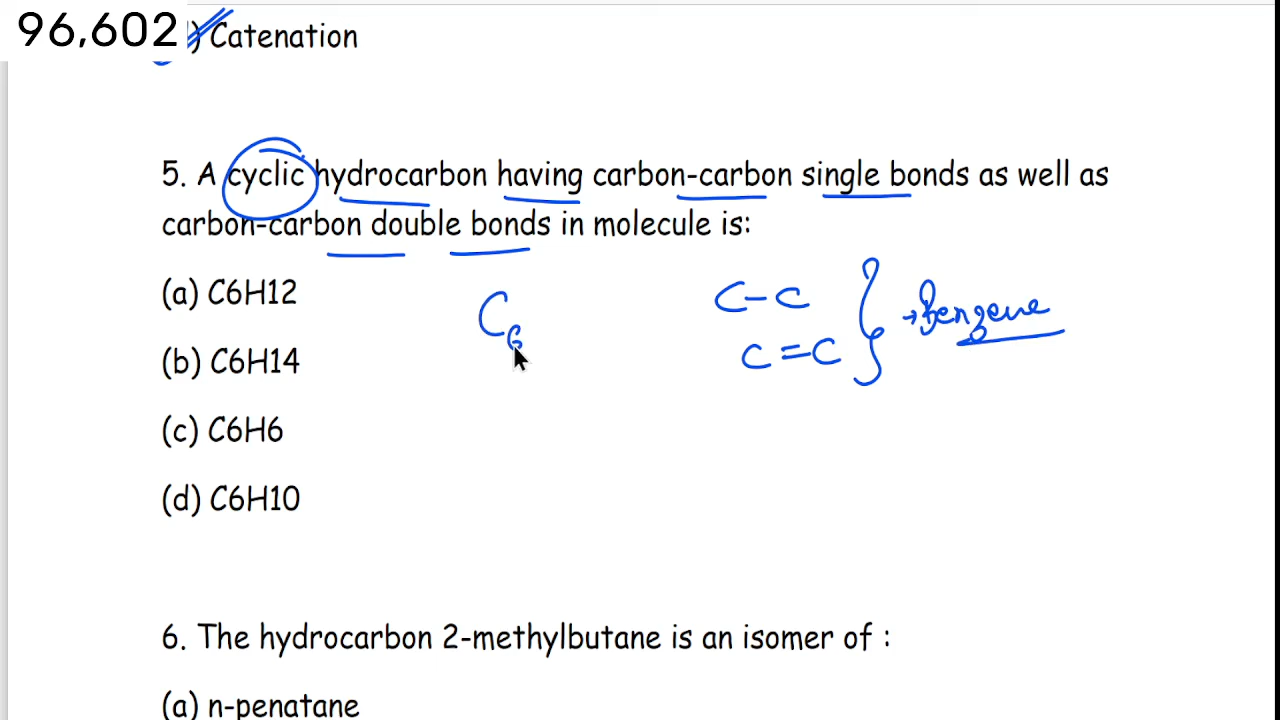 96,602
) Catenation
5. A cyclic hydrocarbon having carbon-carbon single bonds as well as
carbon-carbon double bonds in molecule is:
(a) C6H12
C-C
C6
→Benzene
(b) C6H14
C=C
(c) C6H6
(d) C6H10
6. The hydrocarbon 2-methylbutane is an isomer of :
(a) n-penatane